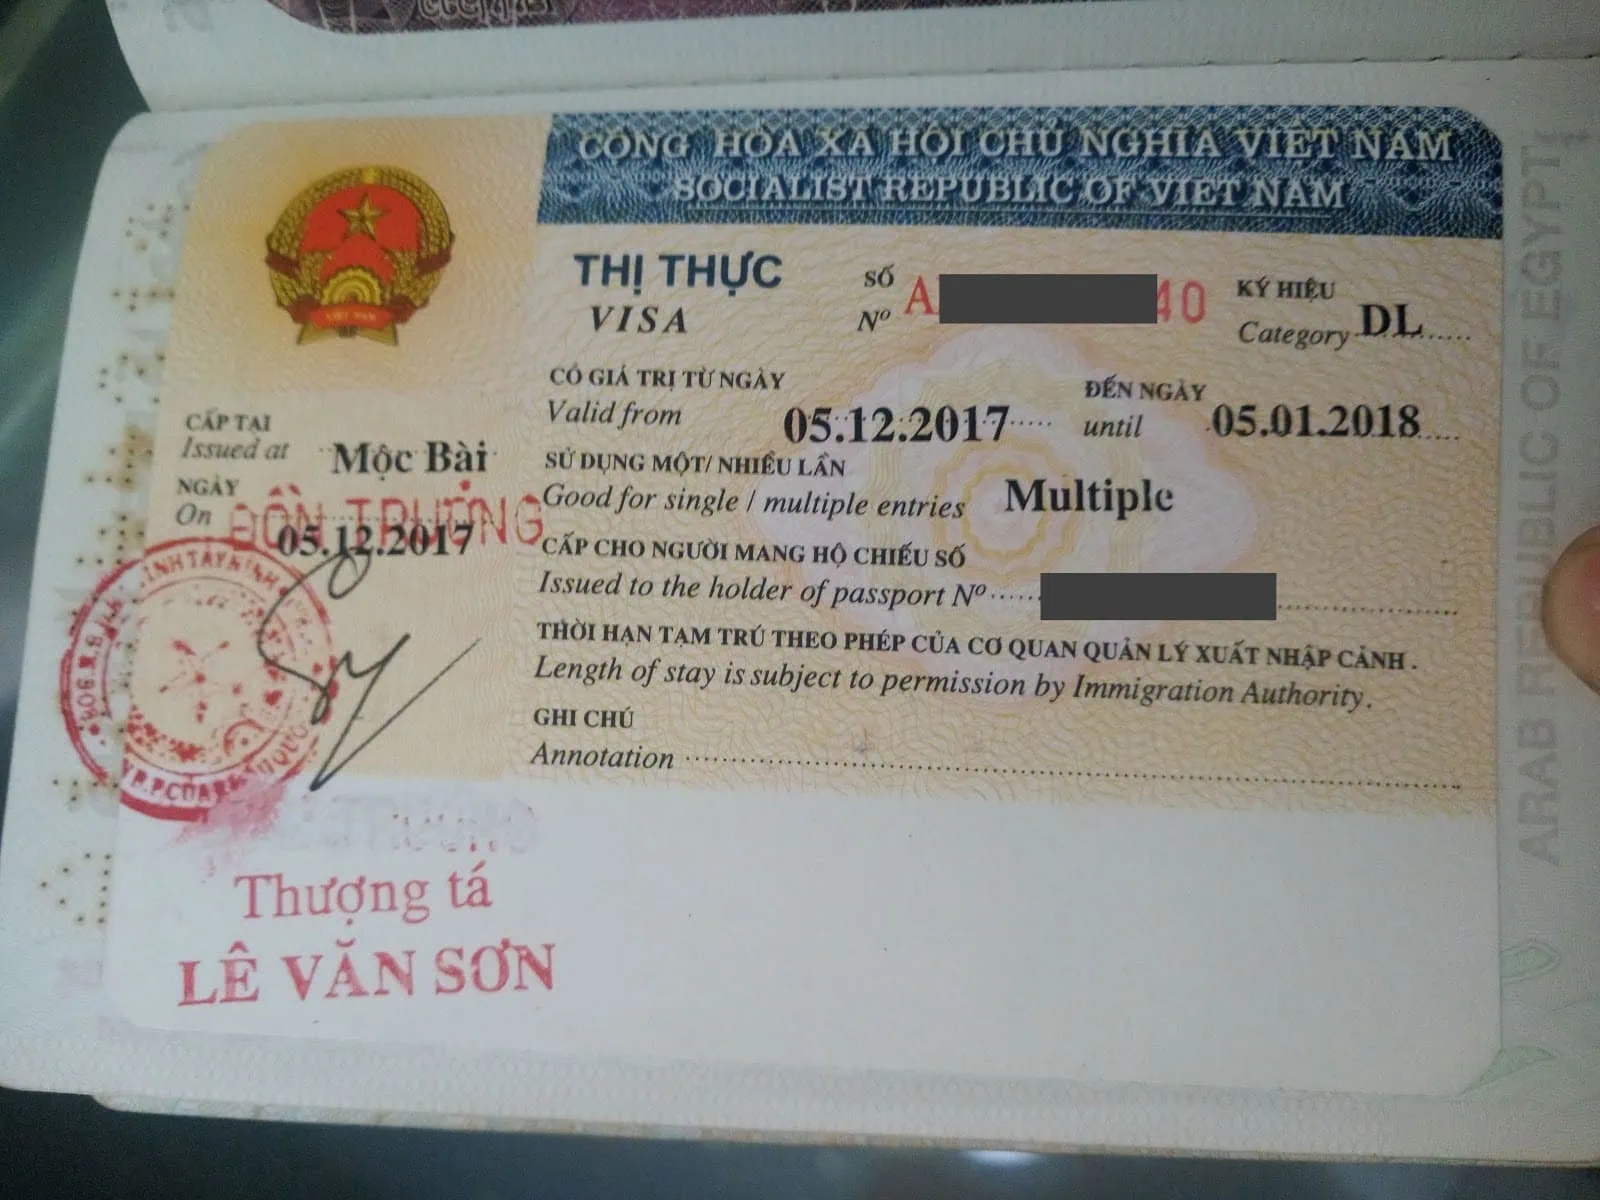 CỘNG HÒA XÃ HỘI CHỦ NGHĨA VIỆT NAM
SOCIALIST REPUBLIC OF VIET NAM
THỊ THỰC
VISA
SỐ
Nº A 40
KÝ HIỆU
Category DL
CÓ GIÁ TRỊ TỪ NGÀY
Valid from 05.12.2017
ĐẾN NGÀY
until 05.01.2018
CẤP TẠI
Issued at Mộc Bài
NGÀY
On 05.12.2017
ĐỒN TRƯỞNG
SỬ DỤNG MỘT/ NHIỀU LẦN
Good for single / multiple entries Multiple
CẤP CHO NGƯỜI MANG HỘ CHIẾU SỐ
Issued to the holder of passport Nº
THỜI HẠN TẠM TRÚ THEO PHÉP CỦA CƠ QUAN QUẢN LÝ XUẤT NHẬP CẢNH .
Length of stay is subject to permission by Immigration Authority.
GHI CHÚ
Annotation
Thượng tá
LÊ VĂN SƠN
ARAB REPUBLIC OF EGYPT